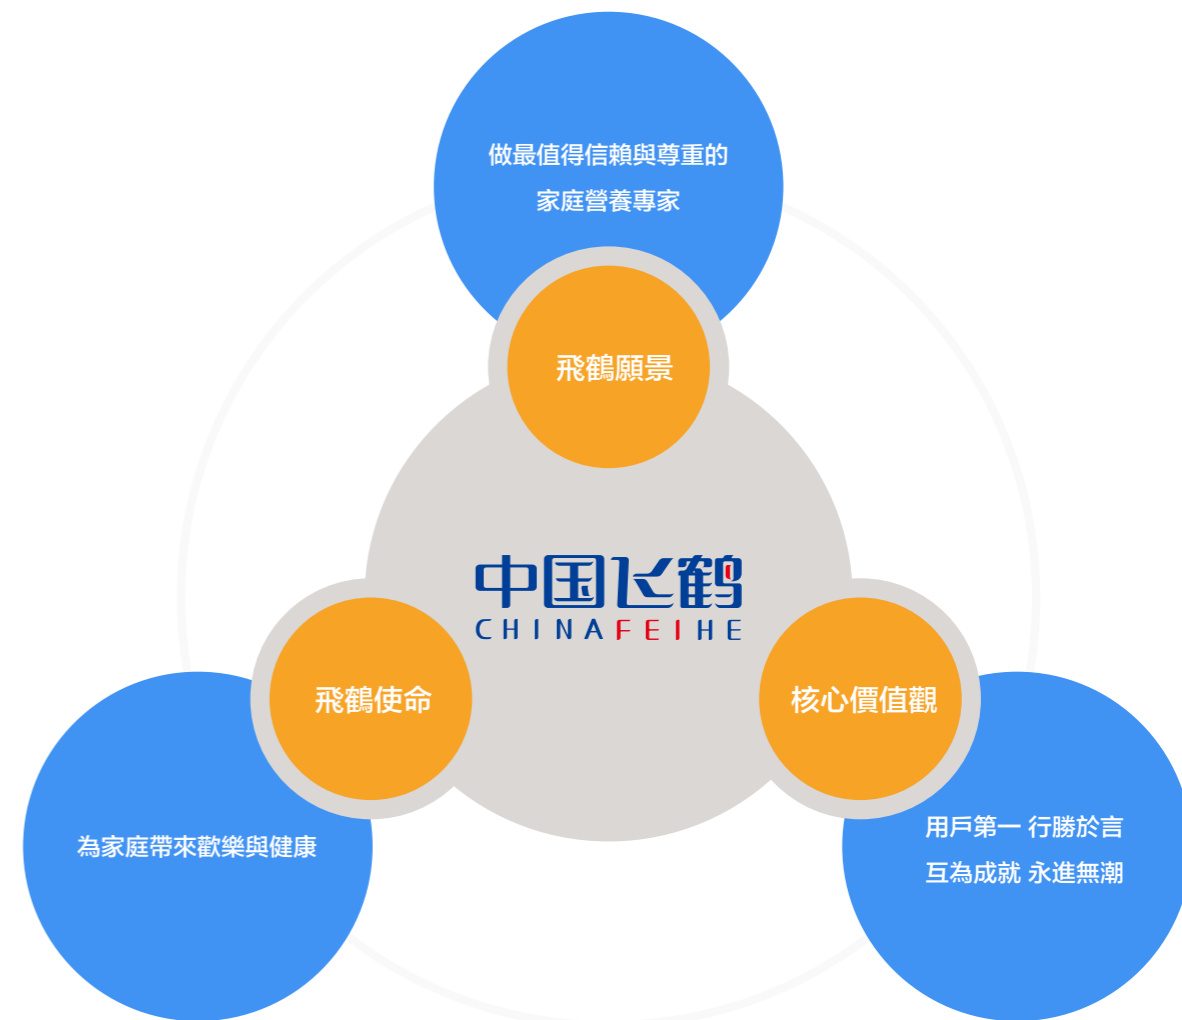 做最值得信賴與尊重的
家庭營養專家
飛鶴願景
中国飞鹤
CHINAFEIHE
飛鶴使命
核心價值觀
為家庭帶來歡樂與健康
用戶第一 行勝於言
互為成就 永進無潮